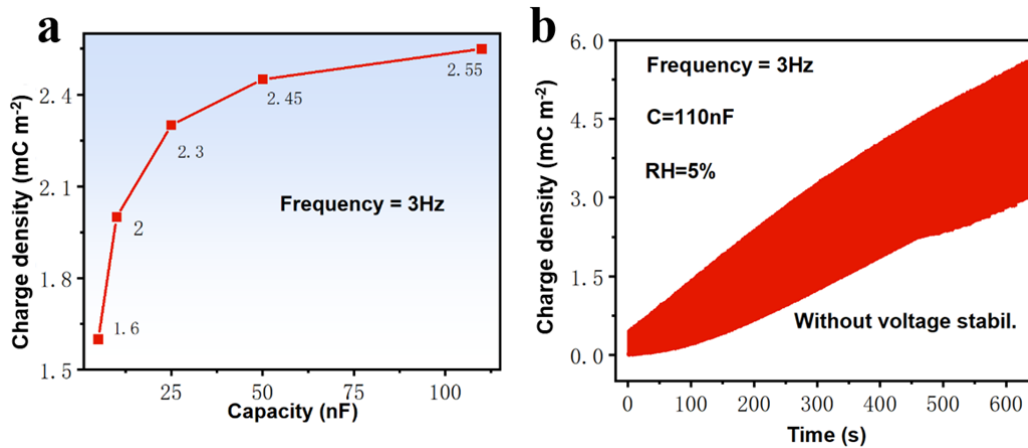 a
Charge density (mC m⁻²)
2.4
2.1
1.8
1.5
1.6
2
2.3
2.45
2.55
Frequency = 3Hz
0
25
50
75
100
Capacity (nF)
b
Charge density (mC m⁻²)
6.0
4.5
3.0
1.5
0.0
Frequency = 3Hz
C=110nF
RH=5%
Without voltage stabil.
0
100
200
300
400
500
600
Time (s)